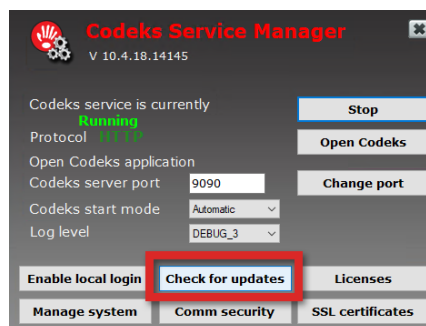 Codeks Service Manager
V 10.4.18.14145
Codeks service is currently
Running
Stop
Protocol HTTP
Open Codeks
Open Codeks application
Codeks server port 9090 Change port
Codeks start mode Automatic
Log level DEBUG_3
Enable local login Check for updates Licenses
Manage system Comm security SSL certificates